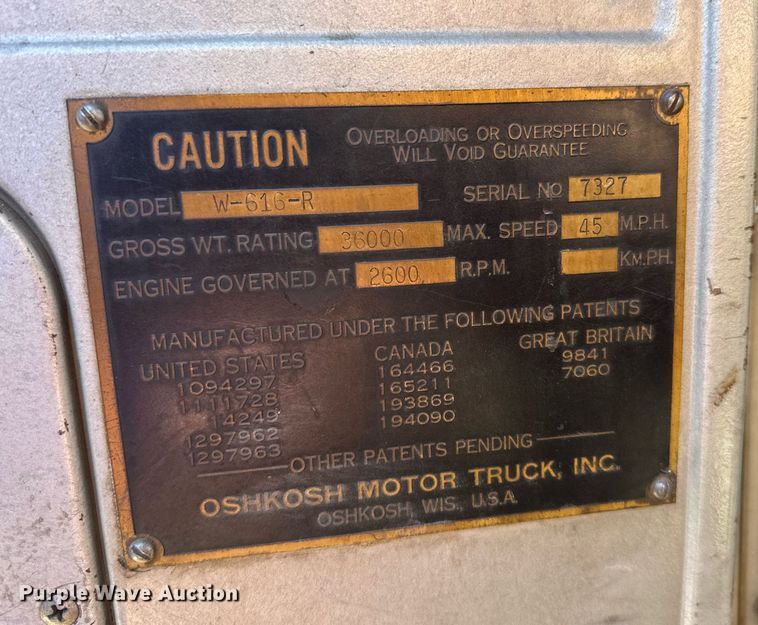 CAUTION
OVERLOADING OR OVERSPEEDING
WILL VOID GUARANTEE
MODEL W-616-R SERIAL NO 7327
GROSS WT. RATING 36000 MAX. SPEED 45 M.P.H.
ENGINE GOVERNED AT 2600 R.P.M. KM.P.H.
MANUFACTURED UNDER THE FOLLOWING PATENTS
UNITED STATES CANADA GREAT BRITAIN
1094297 164466 9841
1111728 165211 7060
14249 193869
1297962 194090
1297963
OTHER PATENTS PENDING
OSHKOSH MOTOR TRUCK, INC.
OSHKOSH, WIS., U.S.A.
Purple Wave Auction